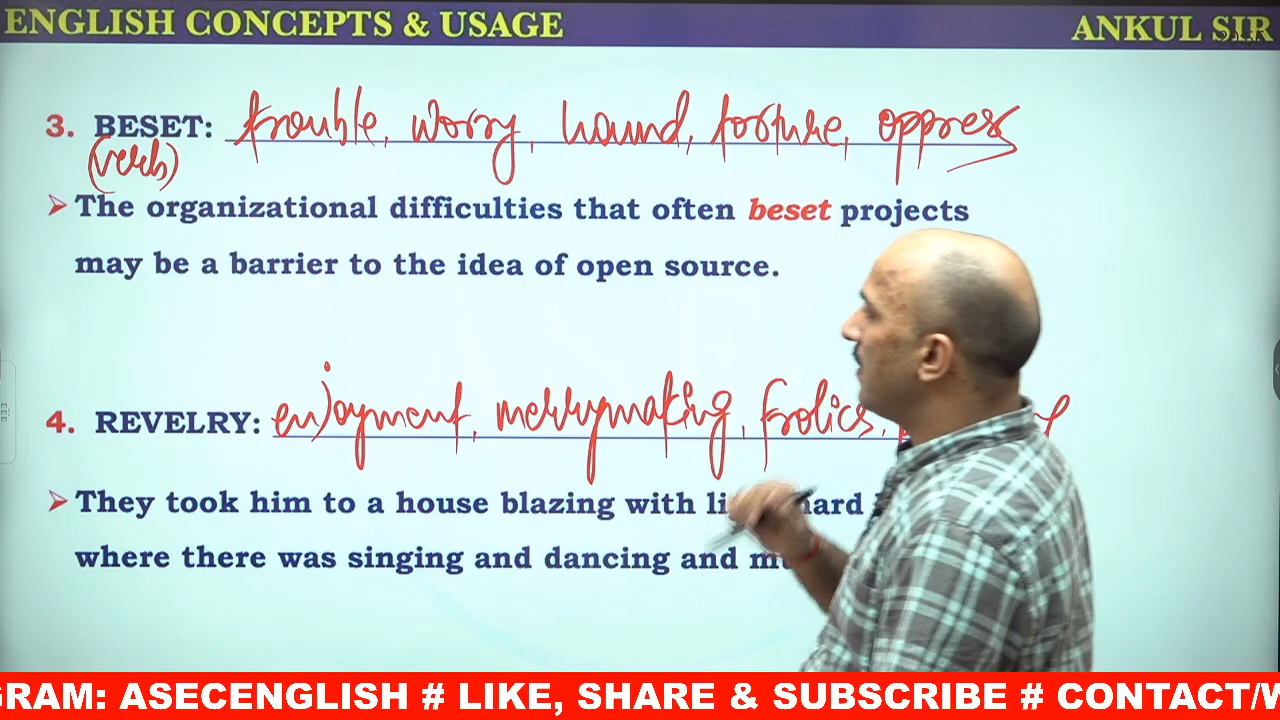 ENGLISH CONCEPTS & USAGE ANKUL SIR
3. BESET: trouble, worry, hound, torture, oppress
(verb)
The organizational difficulties that often beset projects
may be a barrier to the idea of open source.
4. REVELRY: enjoyment, merrymaking, frolics,
They took him to a house blazing with hard
where there was singing and dancing and
GRAM: ASECENGLISH # LIKE, SHARE & SUBSCRIBE # CONTACT/W